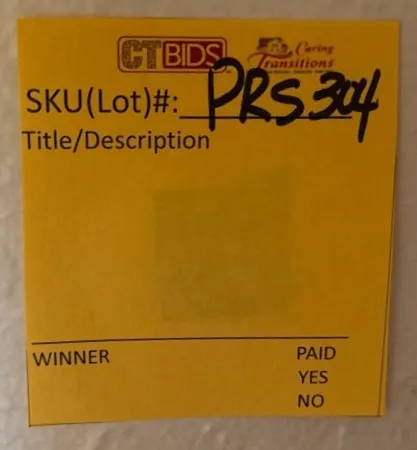 CTBIDS Caring Transitions
SKU(Lot)#: PRS304
Title/Description
WINNER PAID
YES
NO